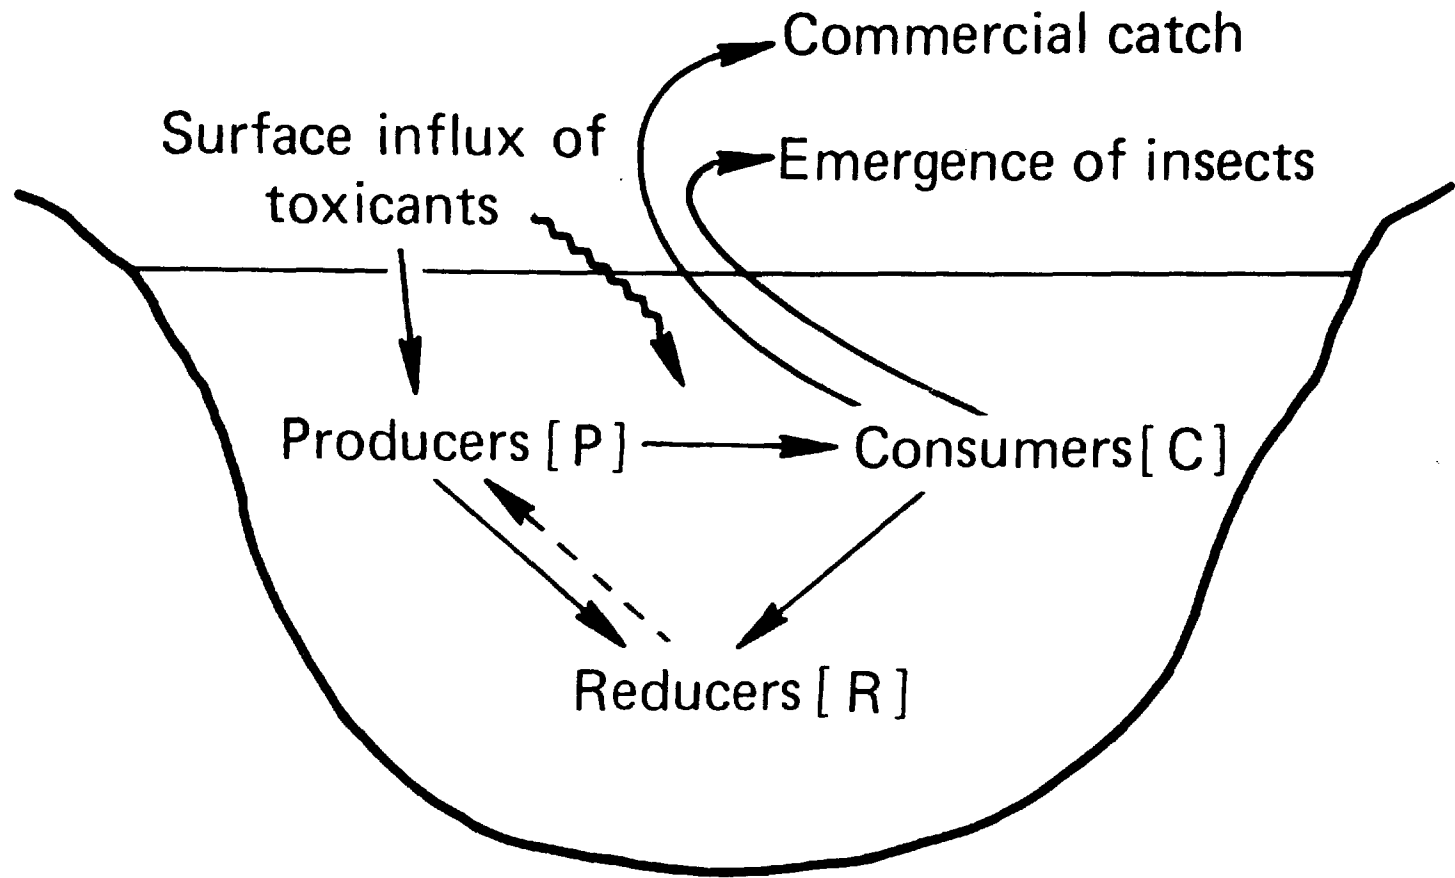 Commercial catch
Surface influx of
toxicants
Emergence of insects
Producers [ P ]
Consumers [ C ]
Reducers [ R ]